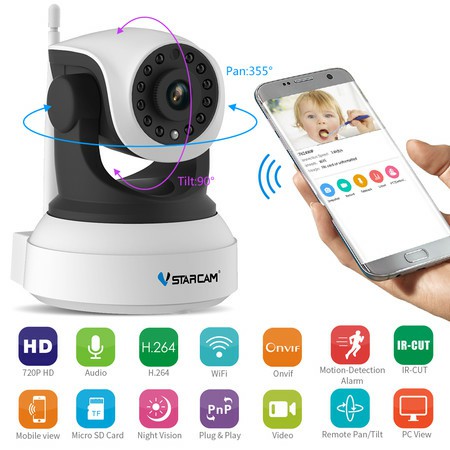 Pan:355°
Tilt:90°
VSTARCAM
HD
H.264
ONVIF
IR-CUT
720P HD
Audio
H.264
WiFi
Onvif
Motion-Detection
Alarm
IR-CUT
TF
PnP
Mobile view
Micro SD Card
Night Vision
Plug & Play
Video
Remote Pan/Tilt
PC View